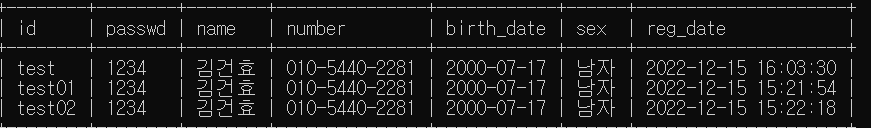 | id | passwd | name | number | birth_date | sex | reg_date |
| test | 1234 | 김건효 | 010-5440-2281 | 2000-07-17 | 남자 | 2022-12-15 16:03:30 |
| test01 | 1234 | 김건효 | 010-5440-2281 | 2000-07-17 | 남자 | 2022-12-15 15:21:54 |
| test02 | 1234 | 김건효 | 010-5440-2281 | 2000-07-17 | 남자 | 2022-12-15 15:22:18 |